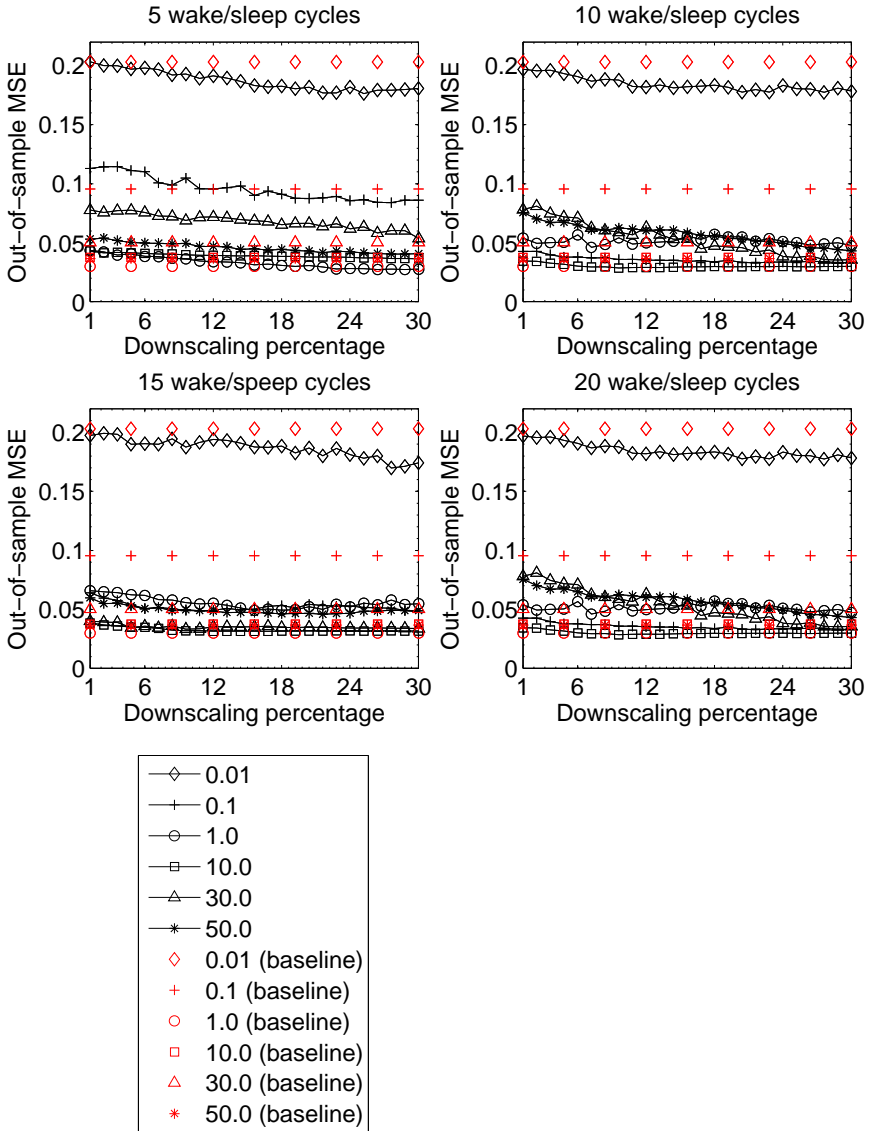 5 wake/sleep cycles
Out−of−sample MSE
0.2
0.15
0.1
0.05
0
1 6 12 18 24 30
Downscaling percentage
10 wake/sleep cycles
Out−of−sample MSE
0.2
0.15
0.1
0.05
0
1 6 12 18 24 30
Downscaling percentage
15 wake/speep cycles
Out−of−sample MSE
0.2
0.15
0.1
0.05
0
1 6 12 18 24 30
Downscaling percentage
20 wake/sleep cycles
Out−of−sample MSE
0.2
0.15
0.1
0.05
0
1 6 12 18 24 30
Downscaling percentage
0.01
0.1
1.0
10.0
30.0
50.0
0.01 (baseline)
0.1 (baseline)
1.0 (baseline)
10.0 (baseline)
30.0 (baseline)
50.0 (baseline)